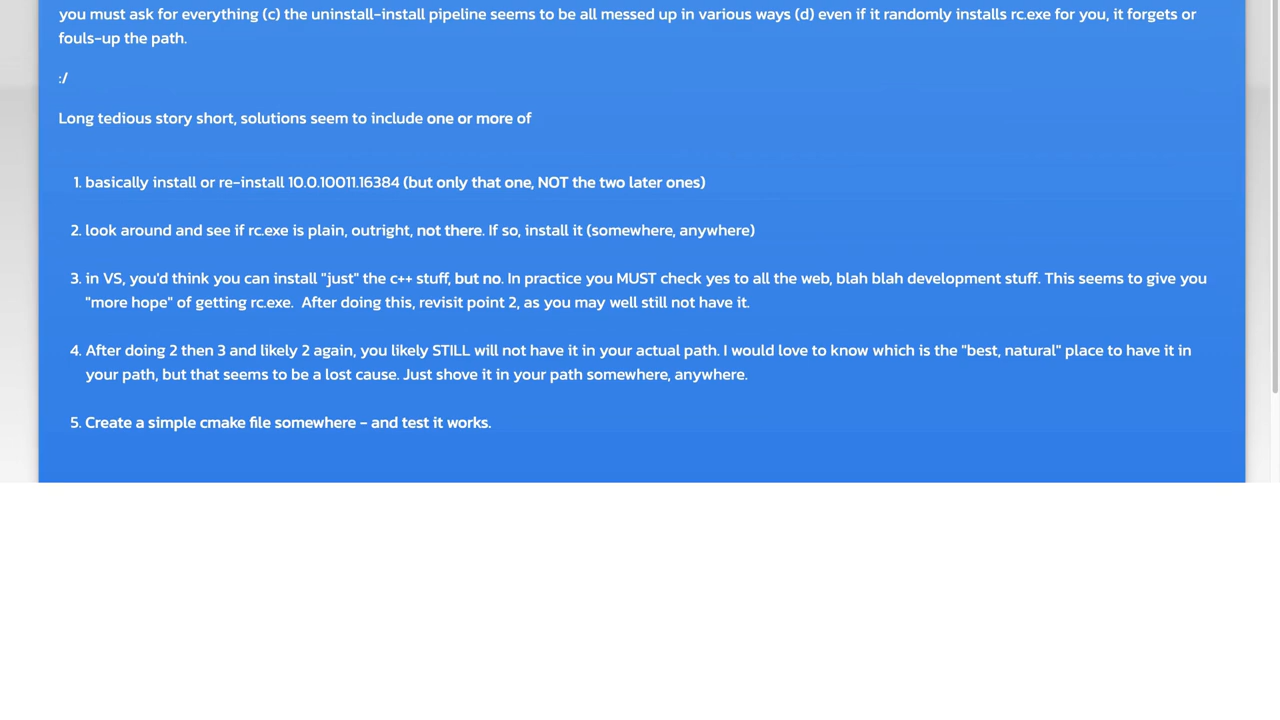 you must ask for everything (c) the uninstall-install pipeline seems to be all messed up in various ways (d) even if it randomly installs rc.exe for you, it forgets or
fouls-up the path.
:/
Long tedious story short, solutions seem to include one or more of
1. basically install or re-install 10.0.10011.16384 (but only that one, NOT the two later ones)
2. look around and see if rc.exe is plain, outright, not there. If so, install it (somewhere, anywhere)
3. in VS, you'd think you can install "just" the c++ stuff, but no. In practice you MUST check yes to all the web, blah blah development stuff. This seems to give you
"more hope" of getting rc.exe.  After doing this, revisit point 2, as you may well still not have it.
4. After doing 2 then 3 and likely 2 again, you likely STILL will not have it in your actual path. I would love to know which is the "best, natural" place to have it in
your path, but that seems to be a lost cause. Just shove it in your path somewhere, anywhere.
5. Create a simple cmake file somewhere - and test it works.